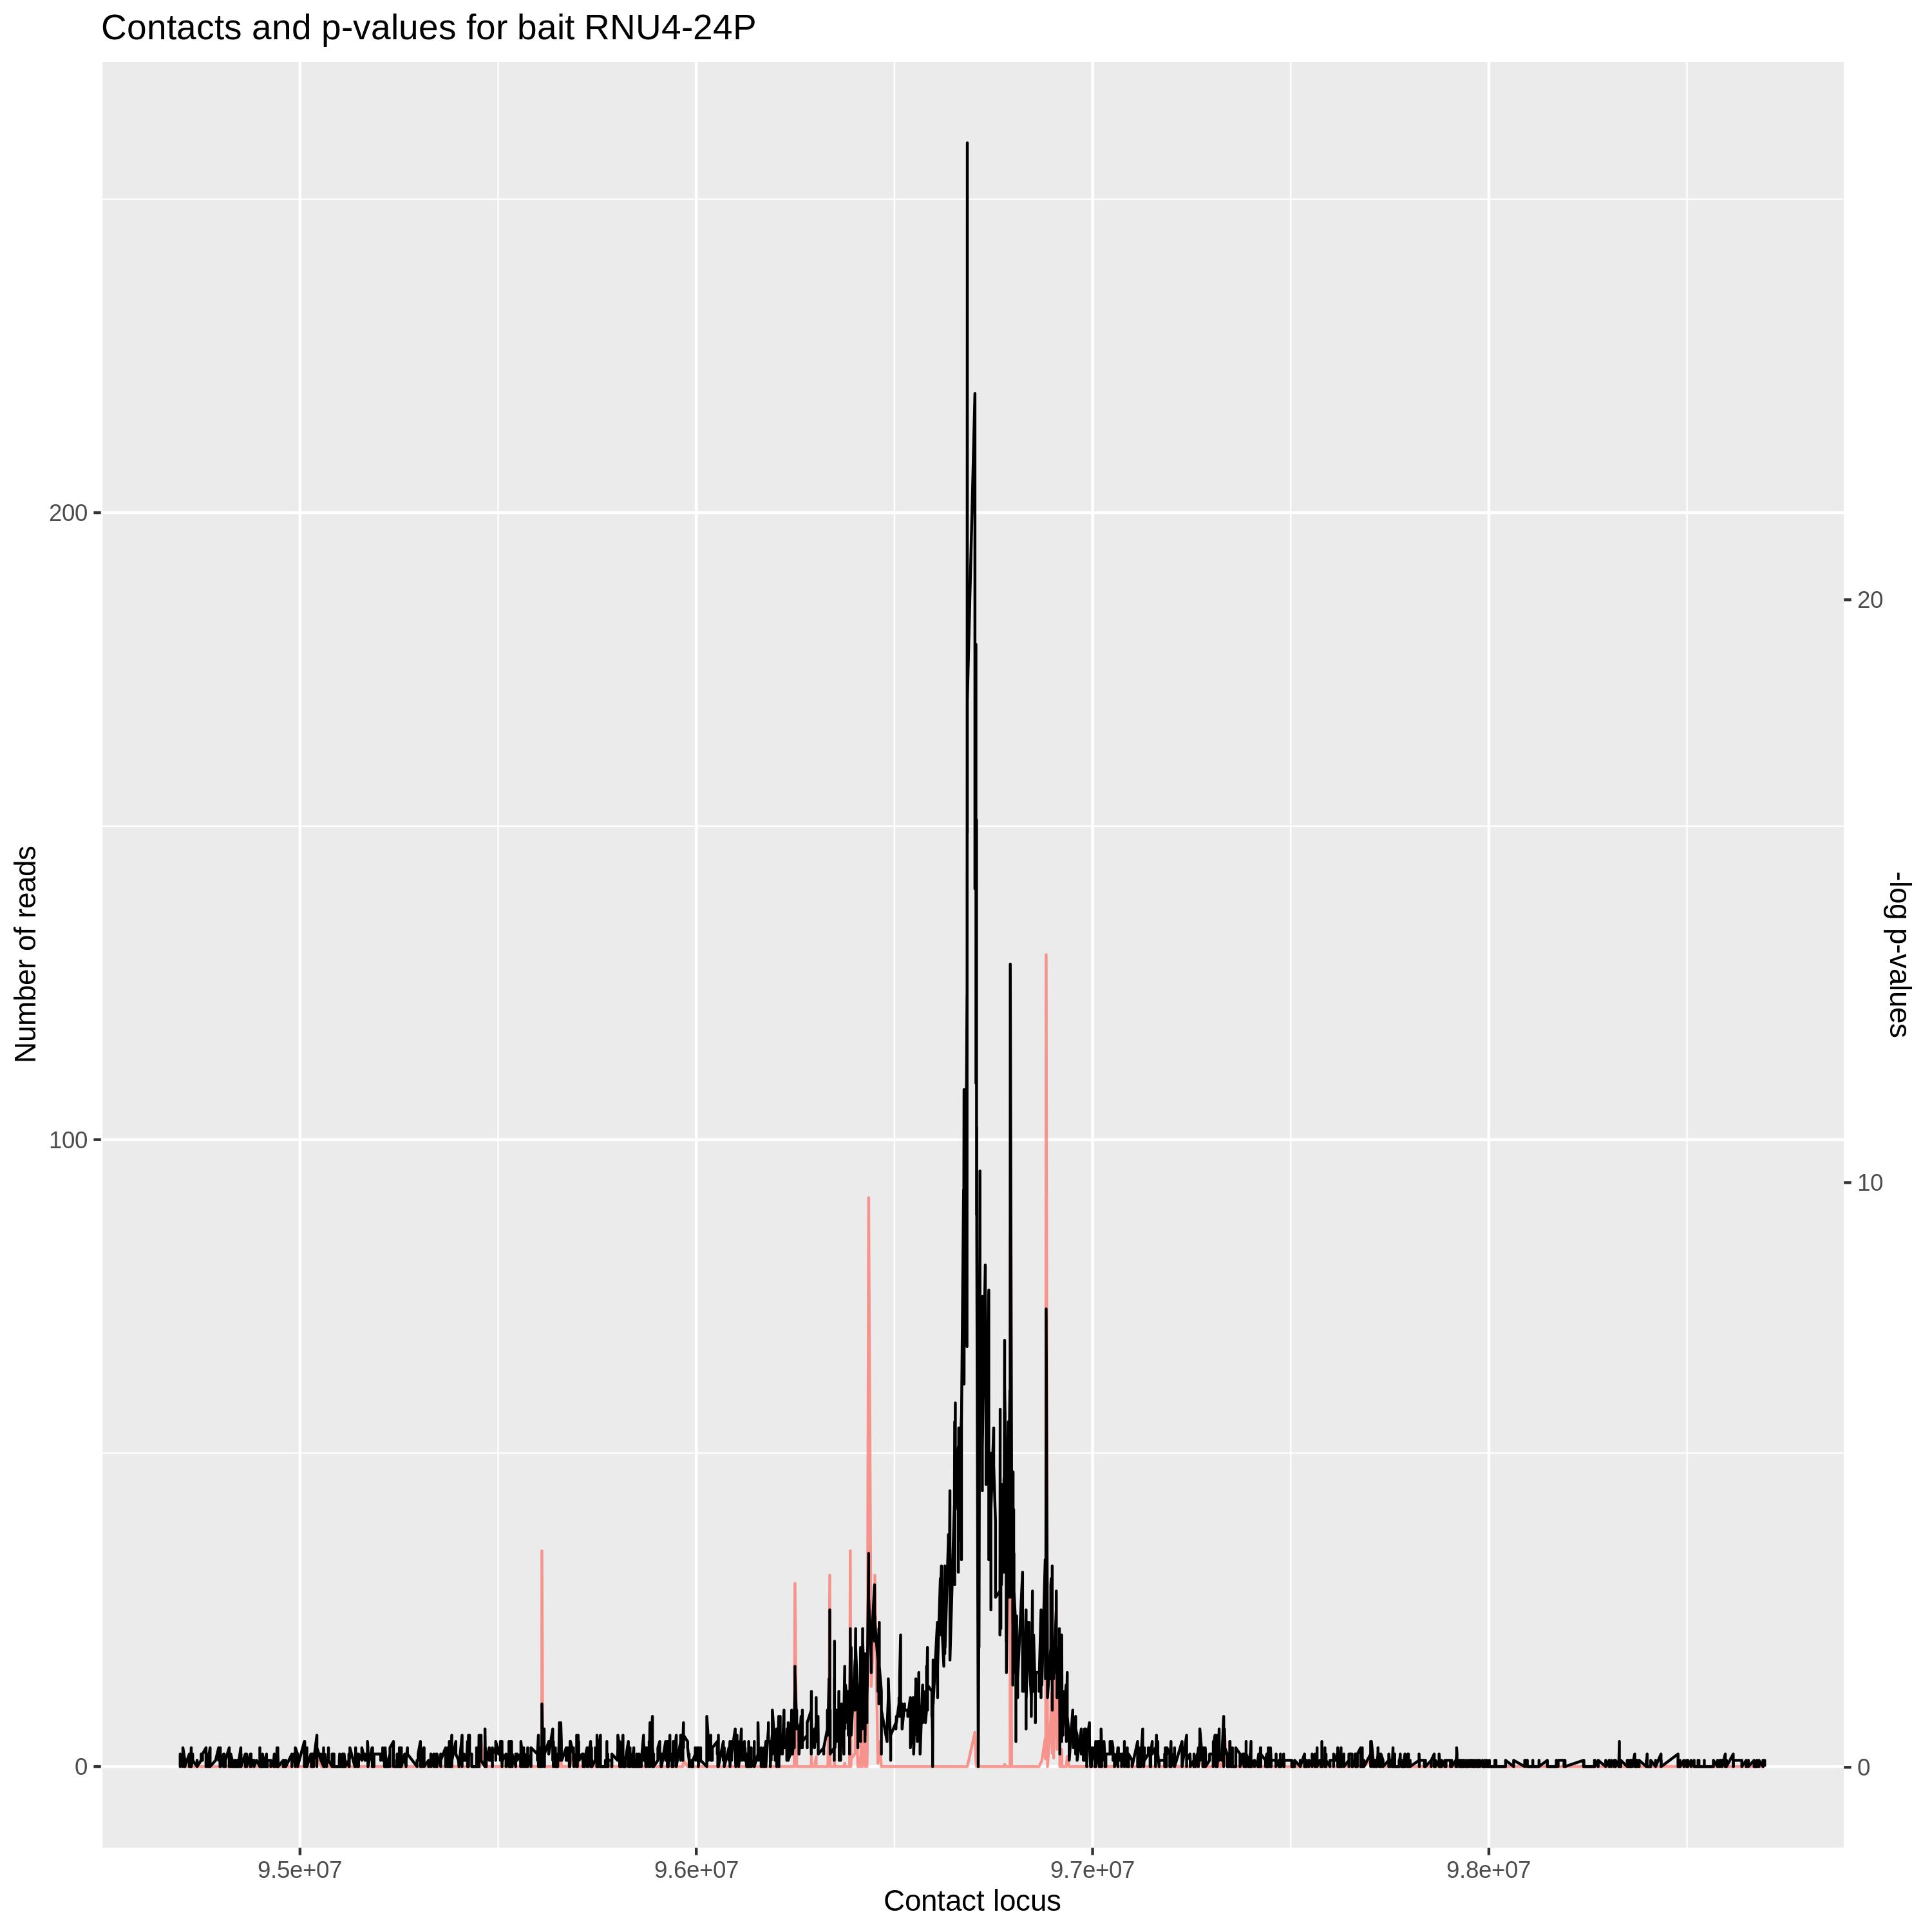 Contacts and p-values for bait RNU4-24P
200
100
0
Number of reads
20
10
0
-log p-values
9.5e+07
9.6e+07
9.7e+07
9.8e+07
Contact locus